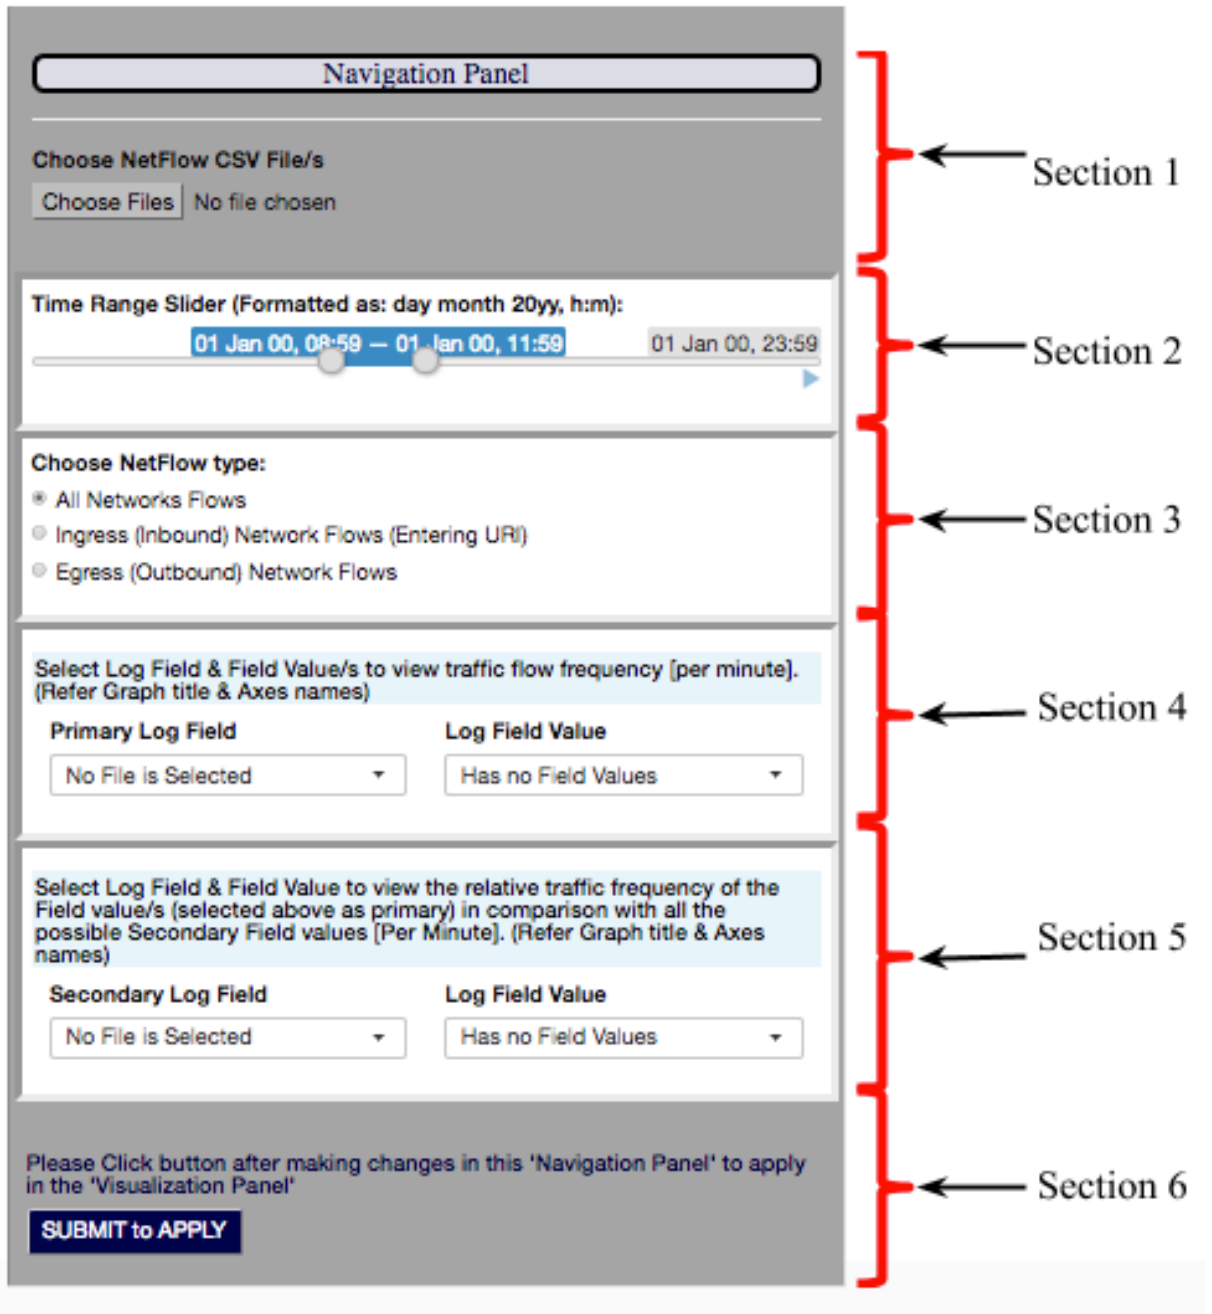 Navigation Panel
Choose NetFlow CSV File/s
Choose Files No file chosen
Section 1
Time Range Slider (Formatted as: day month 20yy, h:m):
01 Jan 00, 08:59 — 01 Jan 00, 11:59 01 Jan 00, 23:59
Section 2
Choose NetFlow type:
All Networks Flows
Ingress (Inbound) Network Flows (Entering URI)
Egress (Outbound) Network Flows
Section 3
Select Log Field & Field Value/s to view traffic flow frequency [per minute].
(Refer Graph title & Axes names)
Primary Log Field Log Field Value
No File is Selected Has no Field Values
Section 4
Select Log Field & Field Value to view the relative traffic frequency of the
Field value/s (selected above as primary) in comparison with all the
possible Secondary Field values [Per Minute]. (Refer Graph title & Axes
names)
Secondary Log Field Log Field Value
No File is Selected Has no Field Values
Section 5
Please Click button after making changes in this 'Navigation Panel' to apply
in the 'Visualization Panel'
SUBMIT to APPLY
Section 6